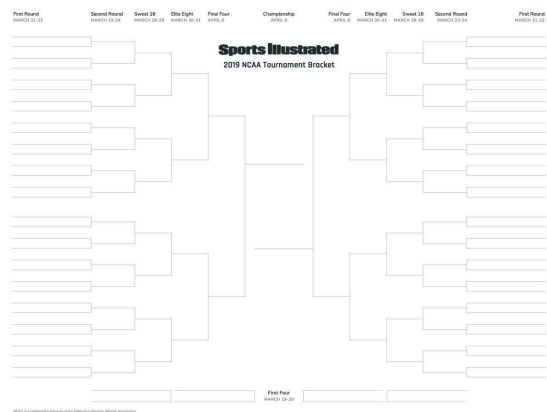 First Round Second Round Sweet 16 Elite Eight Final Four Championship Final Four Elite Eight Sweet 16 Second Round First Round
MARCH 21-22 MARCH 23-24 MARCH 28-29 MARCH 30-31 APRIL 6 APRIL 8 APRIL 6 MARCH 30-31 MARCH 28-29 MARCH 23-24 MARCH 21-22
Sports Illustrated
2019 NCAA Tournament Bracket
First Four
MARCH 19-20